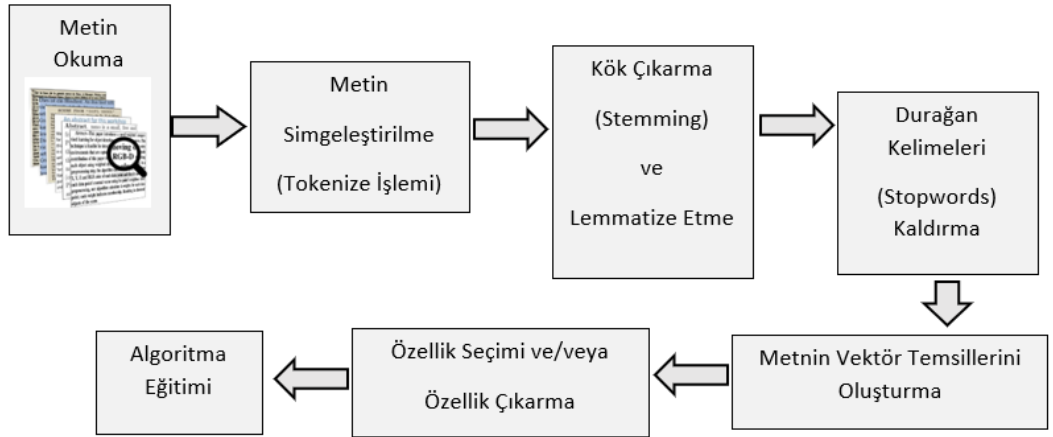 Metin
Okuma
RGB-D
Metin
Simgeleştirilme
(Tokenize İşlemi)
Kök Çıkarma
(Stemming)
ve
Lemmatize Etme
Durağan
Kelimeleri
(Stopwords)
Kaldırma
Metnin Vektör Temsillerini
Oluşturma
Özellik Seçimi ve/veya
Özellik Çıkarma
Algoritma
Eğitimi